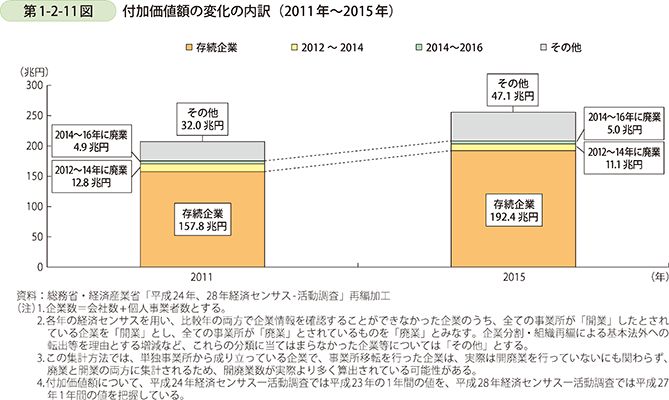 第1-2-11図 付加価値額の変化の内訳（2011年～2015年）
存続企業 2012 ～ 2014 2014～2016 その他
（兆円）
300
250
200
150
100
50
0
その他
32.0 兆円
2014～16年に廃業
4.9 兆円
2012～14年に廃業
12.8 兆円
存続企業
157.8 兆円
その他
47.1 兆円
2014～16年に廃業
5.0 兆円
2012～14年に廃業
11.1 兆円
存続企業
192.4 兆円
2011 2015 （年）
資料：総務省・経済産業省「平成24年、28年経済センサス‐活動調査」再編加工
（注）1.企業数＝会社数＋個人事業者数とする。
2.各年の経済センサスを用い、比較年の両方で企業情報を確認することができなかった企業のうち、全ての事業所が「開業」したとされ
ている企業を「開業」とし、全ての事業所が「廃業」とされているものを「廃業」とみなす。企業分割・組織再編による基本法外への
転出等を理由とする増減など、これらの分類に当てはまらなかった企業等については「その他」とする。
3.この集計方法では、単独事業所から成り立っている企業で、事業所移転を行った企業は、実際は開廃業を行っていないにも関わらず、
廃業と開業の両方に集計されるため、開廃業数が実際より多く算出されている可能性がある。
4.付加価値額について、平成24年経済センサスー活動調査では平成23年の1年間の値を、平成28年経済センサスー活動調査では平成27
年1年間の値を把握している。